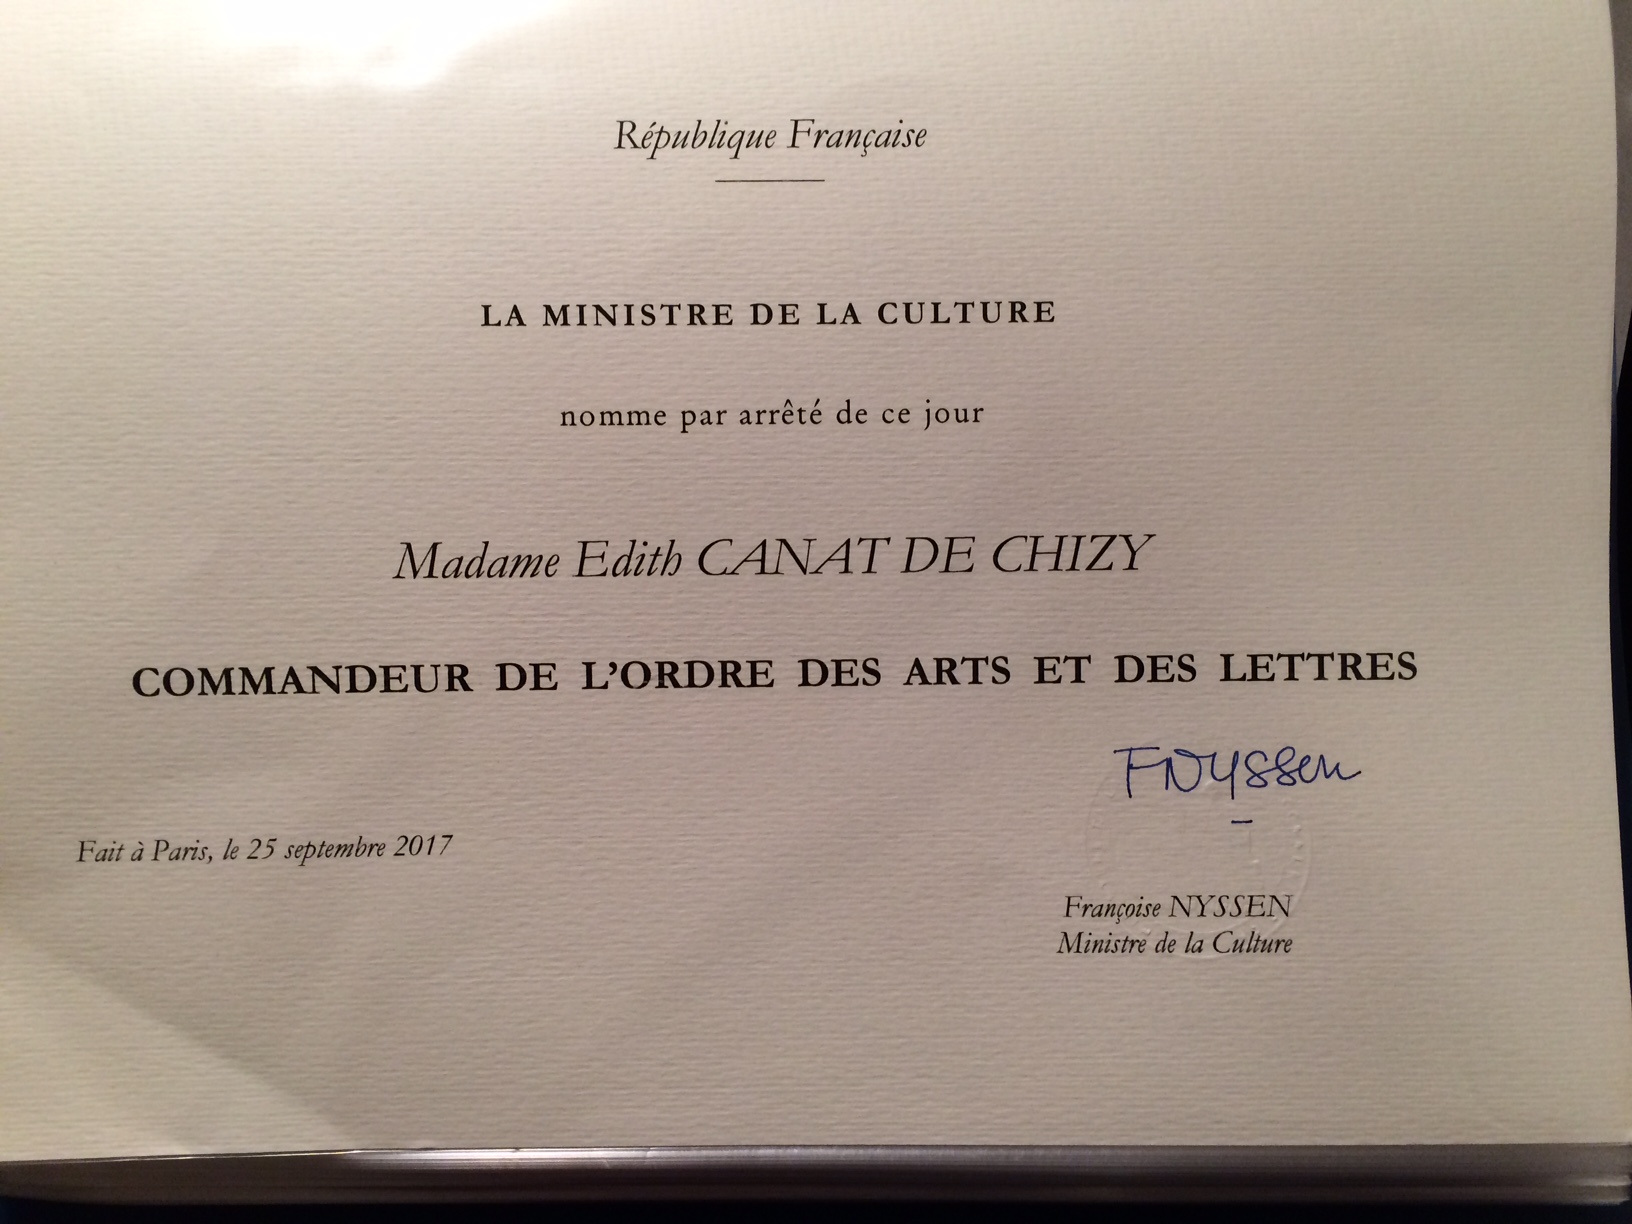 République Française
LA MINISTRE DE LA CULTURE
nomme par arrêté de ce jour
Madame Edith CANAT DE CHIZY
COMMANDEUR DE L'ORDRE DES ARTS ET DES LETTRES
FNyssen
Fait à Paris, le 25 septembre 2017
Françoise NYSSEN
Ministre de la Culture